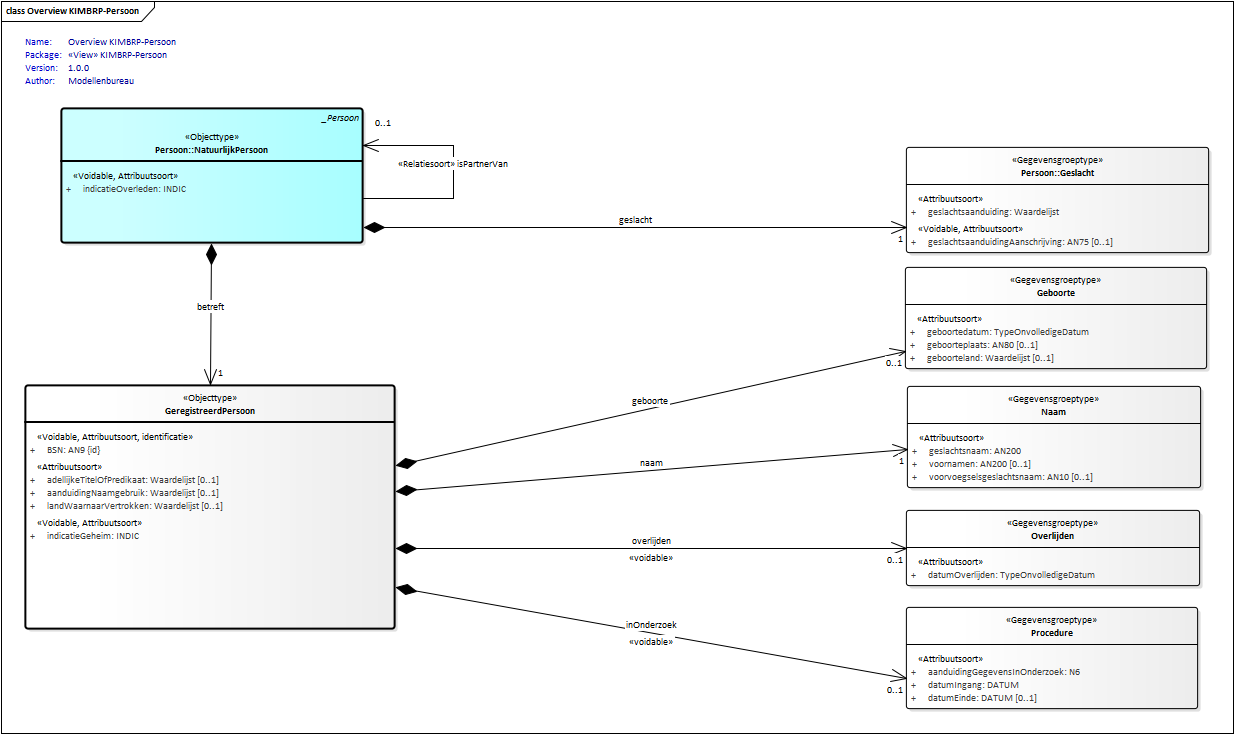 class Overview KIMBRP-Persoon
Name: Overview KIMBRP-Persoon
Package: «View» KIMBRP-Persoon
Version: 1.0.0
Author: Modellenbureau
_Persoon
«Objecttype»
Persoon::NatuurlijkPersoon
«Voidable, Attribuutsoort»
+ indicatieOverleden: INDIC
0..1
«Relatiesoort» isPartnerVan
geslacht
1
«Gegevensgroeptype»
Persoon::Geslacht
«Attribuutsoort»
+ geslachtsaanduiding: Waardelijst
«Voidable, Attribuutsoort»
+ geslachtsaanduidingAanschrijving: AN75 [0..1]
betreft
1
«Objecttype»
GeregistreerdPersoon
«Voidable, Attribuutsoort, identificatie»
+ BSN: AN9 {id}
«Attribuutsoort»
+ adellijkeTitelOfPredikaat: Waardelijst [0..1]
+ aanduidingNaamgebruik: Waardelijst [0..1]
+ landWaarnaarVertrokken: Waardelijst [0..1]
«Voidable, Attribuutsoort»
+ indicatieGeheim: INDIC
geboorte
0..1
«Gegevensgroeptype»
Geboorte
«Attribuutsoort»
+ geboortedatum: TypeOnvolledigeDatum
+ geboorteplaats: AN80 [0..1]
+ geboorteland: Waardelijst [0..1]
naam
1
«Gegevensgroeptype»
Naam
«Attribuutsoort»
+ geslachtsnaam: AN200
+ voornamen: AN200 [0..1]
+ voorvoegselsgeslachtsnaam: AN10 [0..1]
overlijden
«voidable»
0..1
«Gegevensgroeptype»
Overlijden
«Attribuutsoort»
+ datumOverlijden: TypeOnvolledigeDatum
inOnderzoek
«voidable»
0..1
«Gegevensgroeptype»
Procedure
«Attribuutsoort»
+ aanduidingGegevensInOnderzoek: N6
+ datumIngang: DATUM
+ datumEinde: DATUM [0..1]